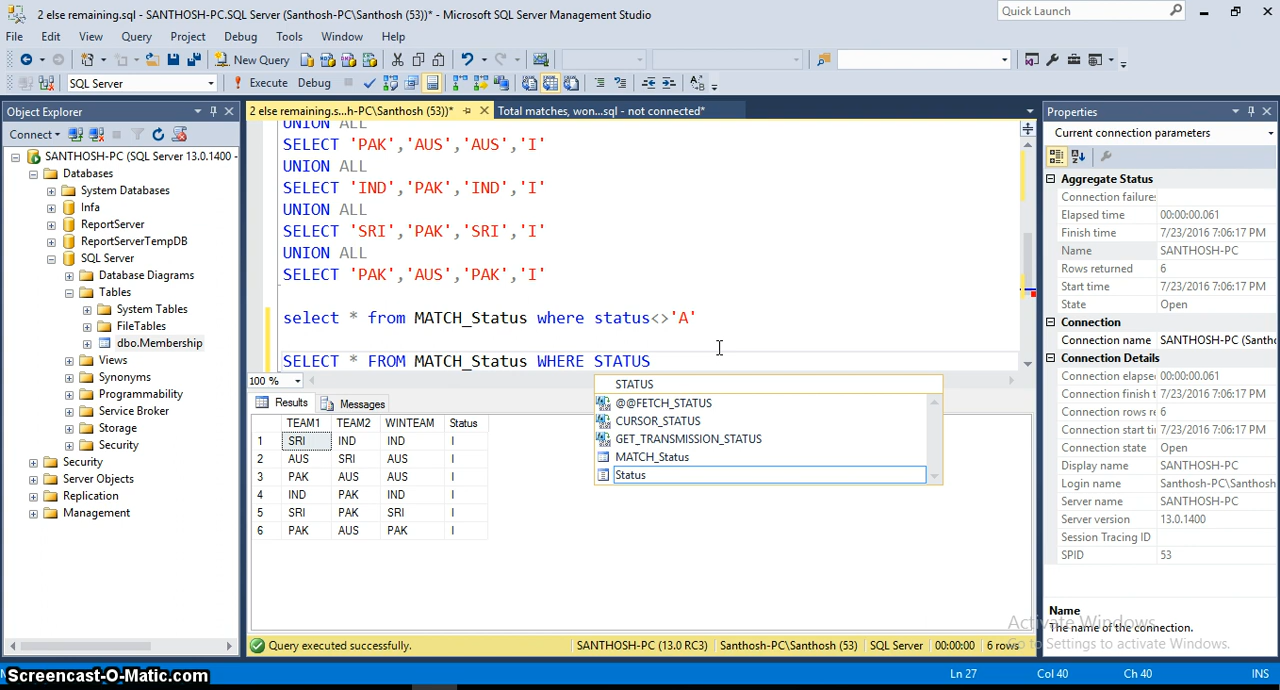 2 else remaining.sql - SANTHOSH-PC.SQL Server (Santhosh-PC\Santhosh (53))* - Microsoft SQL Server Management Studio
Quick Launch
File Edit View Query Project Debug Tools Window Help
New Query
SQL Server
Execute Debug
Object Explorer
Connect
SANTHOSH-PC (SQL Server 13.0.1400 -
Databases
System Databases
Infa
ReportServer
ReportServerTempDB
SQL Server
Database Diagrams
Tables
System Tables
FileTables
dbo.Membership
Views
Synonyms
Programmability
Service Broker
Storage
Security
Security
Server Objects
Replication
Management
2 else remaining.s...h-PC\Santhosh (53))*
Total matches, won...sql - not connected*
UNION ALL
SELECT 'PAK','AUS','AUS','I'
UNION ALL
SELECT 'IND','PAK','IND','I'
UNION ALL
SELECT 'SRI','PAK','SRI','I'
UNION ALL
SELECT 'PAK','AUS','PAK','I'
select * from MATCH_Status where status<>'A'
SELECT * FROM MATCH_Status WHERE STATUS
STATUS
@@FETCH_STATUS
CURSOR_STATUS
GET_TRANSMISSION_STATUS
MATCH_Status
Status
100 %
Results Messages
TEAM1 TEAM2 WINTEAM Status
1 SRI IND IND I
2 AUS SRI AUS I
3 PAK AUS AUS I
4 IND PAK IND I
5 SRI PAK SRI I
6 PAK AUS PAK I
Query executed successfully.
SANTHOSH-PC (13.0 RC3) Santhosh-PC\Santhosh (53) SQL Server 00:00:00 6 rows
Properties
Current connection parameters
Aggregate Status
Connection failures
Elapsed time 00:00:00.061
Finish time 7/23/2016 7:06:17 PM
Name SANTHOSH-PC
Rows returned 6
Start time 7/23/2016 7:06:17 PM
State Open
Connection
Connection name SANTHOSH-PC (Santh
Connection Details
Connection elapse 00:00:00.061
Connection finish t 7/23/2016 7:06:17 PM
Connection rows r 6
Connection start ti 7/23/2016 7:06:17 PM
Connection state Open
Display name SANTHOSH-PC
Login name Santhosh-PC\Santhosh
Server name SANTHOSH-PC
Server version 13.0.1400
Session Tracing ID
SPID 53
Name
The name of the connection.
Activate Windows
Go to Settings to activate Windows.
Ln 27 Col 40 Ch 40 INS
Screencast-O-Matic.com